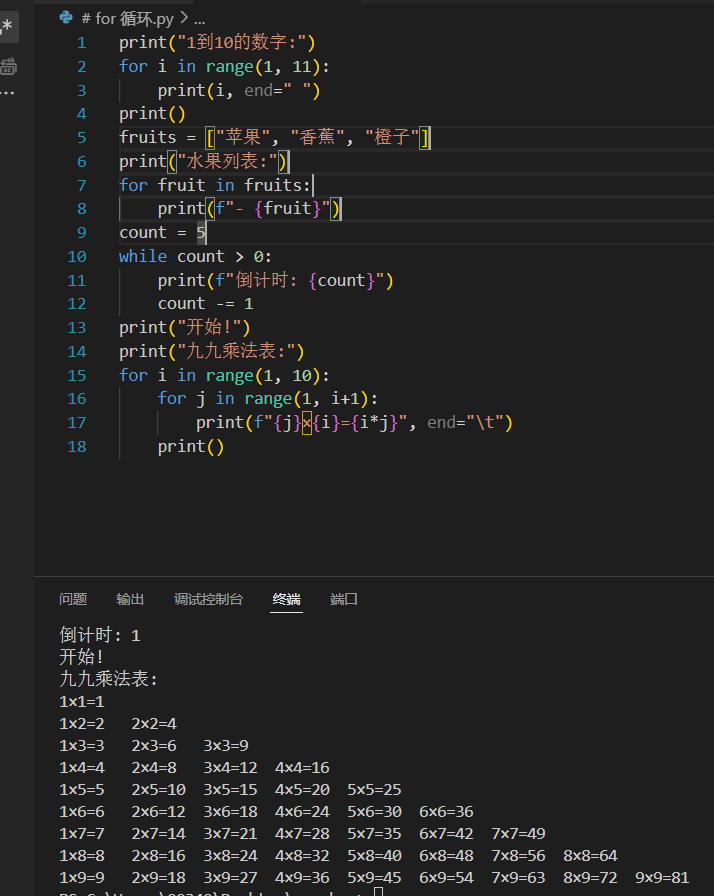 # for 循环.py > ...
1 print("1到10的数字:")
2 for i in range(1, 11):
3     print(i, end=" ")
4 print()
5 fruits = ["苹果", "香蕉", "橙子"]
6 print("水果列表:")
7 for fruit in fruits:
8     print(f"- {fruit}")
9 count = 5
10 while count > 0:
11     print(f"倒计时: {count}")
12     count -= 1
13 print("开始!")
14 print("九九乘法表:")
15 for i in range(1, 10):
16     for j in range(1, i+1):
17         print(f"{j}×{i}={i*j}", end="\t")
18     print()
问题 输出 调试控制台 终端 端口
倒计时: 1
开始!
九九乘法表:
1×1=1
1×2=2 2×2=4
1×3=3 2×3=6 3×3=9
1×4=4 2×4=8 3×4=12 4×4=16
1×5=5 2×5=10 3×5=15 4×5=20 5×5=25
1×6=6 2×6=12 3×6=18 4×6=24 5×6=30 6×6=36
1×7=7 2×7=14 3×7=21 4×7=28 5×7=35 6×7=42 7×7=49
1×8=8 2×8=16 3×8=24 4×8=32 5×8=40 6×8=48 7×8=56 8×8=64
1×9=9 2×9=18 3×9=27 4×9=36 5×9=45 6×9=54 7×9=63 8×9=72 9×9=81